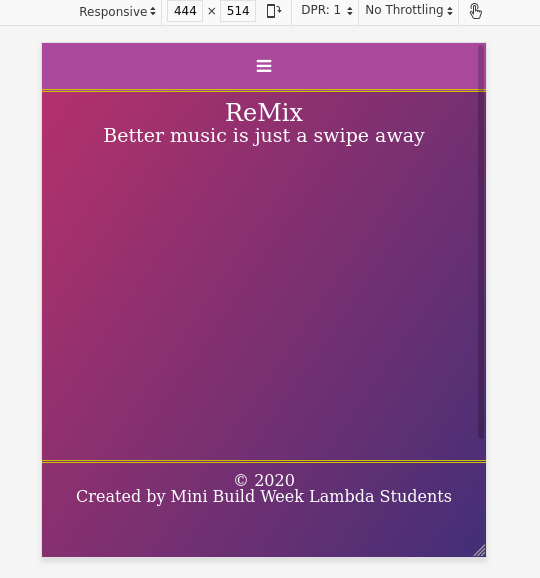 Responsive 444 × 514 DPR: 1 No Throttling
ReMix
Better music is just a swipe away
© 2020
Created by Mini Build Week Lambda Students